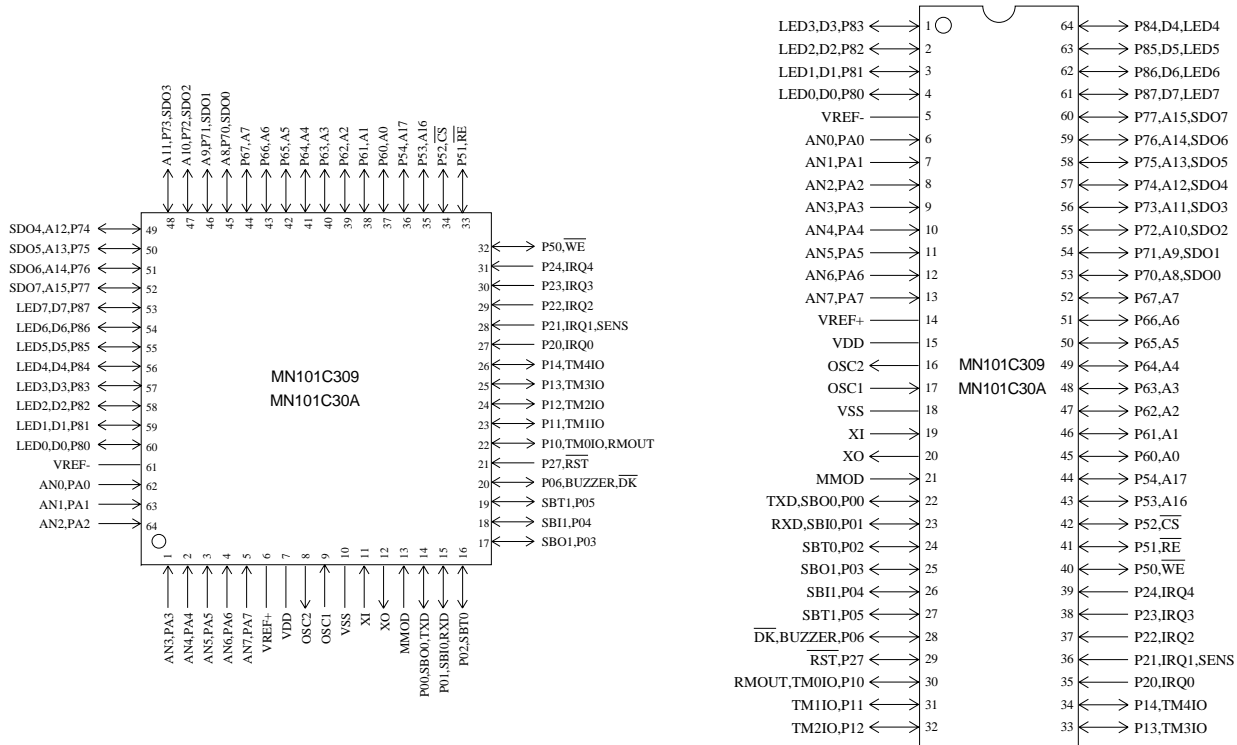 A11,P73,SDO3
A10,P72,SDO2
A9,P71,SDO1
A8,P70,SDO0
P67,A7
P66,A6
P65,A5
P64,A4
P63,A3
P62,A2
P61,A1
P60,A0
P54,A17
P53,A16
P52,C̅S̅
P51,R̅E̅
48 47 46 45 44 43 42 41 40 39 38 37 36 35 34 33
SDO4,A12,P74 49
SDO5,A13,P75 50
SDO6,A14,P76 51
SDO7,A15,P77 52
LED7,D7,P87 53
LED6,D6,P86 54
LED5,D5,P85 55
LED4,D4,P84 56
LED3,D3,P83 57
LED2,D2,P82 58
LED1,D1,P81 59
LED0,D0,P80 60
VREF- 61
AN0,PA0 62
AN1,PA1 63
AN2,PA2 64
MN101C309
MN101C30A
32 P50,W̅E̅
31 P24,IRQ4
30 P23,IRQ3
29 P22,IRQ2
28 P21,IRQ1,SENS
27 P20,IRQ0
26 P14,TM4IO
25 P13,TM3IO
24 P12,TM2IO
23 P11,TM1IO
22 P10,TM0IO,RMOUT
21 P27,R̅S̅T̅
20 P06,BUZZER,D̅K̅
19 SBT1,P05
18 SBI1,P04
17 SBO1,P03
1 2 3 4 5 6 7 8 9 10 11 12 13 14 15 16
AN3,PA3
AN4,PA4
AN5,PA5
AN6,PA6
AN7,PA7
VREF+
VDD
OSC2
OSC1
VSS
XI
XO
MMOD
P00,SBO0,TXD
P01,SBI0,RXD
P02,SBT0
LED3,D3,P83 1 64 P84,D4,LED4
LED2,D2,P82 2 63 P85,D5,LED5
LED1,D1,P81 3 62 P86,D6,LED6
LED0,D0,P80 4 61 P87,D7,LED7
VREF- 5 60 P77,A15,SDO7
AN0,PA0 6 59 P76,A14,SDO6
AN1,PA1 7 58 P75,A13,SDO5
AN2,PA2 8 57 P74,A12,SDO4
AN3,PA3 9 56 P73,A11,SDO3
AN4,PA4 10 55 P72,A10,SDO2
AN5,PA5 11 54 P71,A9,SDO1
AN6,PA6 12 53 P70,A8,SDO0
AN7,PA7 13 52 P67,A7
VREF+ 14 51 P66,A6
VDD 15 50 P65,A5
OSC2 16 MN101C309 49 P64,A4
OSC1 17 MN101C30A 48 P63,A3
VSS 18 47 P62,A2
XI 19 46 P61,A1
XO 20 45 P60,A0
MMOD 21 44 P54,A17
TXD,SBO0,P00 22 43 P53,A16
RXD,SBI0,P01 23 42 P52,C̅S̅
SBT0,P02 24 41 P51,R̅E̅
SBO1,P03 25 40 P50,W̅E̅
SBI1,P04 26 39 P24,IRQ4
SBT1,P05 27 38 P23,IRQ3
D̅K̅,BUZZER,P06 28 37 P22,IRQ2
R̅S̅T̅,P27 29 36 P21,IRQ1,SENS
RMOUT,TM0IO,P10 30 35 P20,IRQ0
TM1IO,P11 31 34 P14,TM4IO
TM2IO,P12 32 33 P13,TM3IO